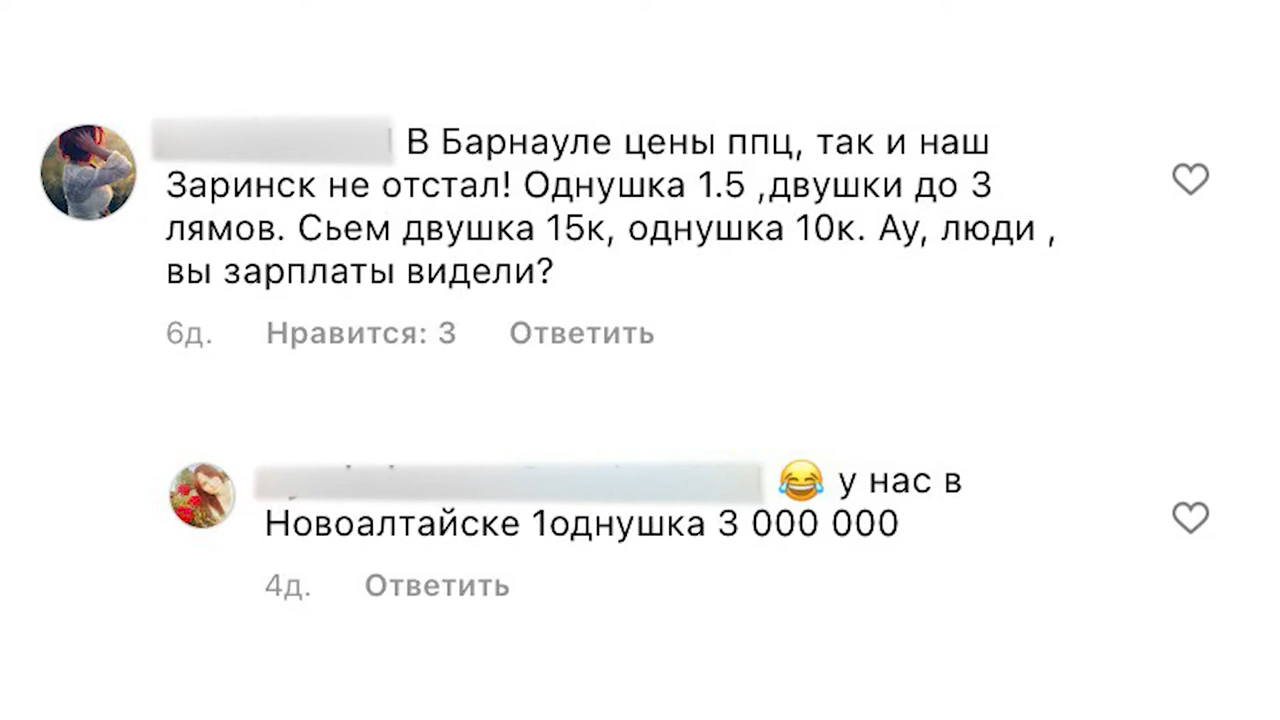 В Барнауле цены ппц, так и наш
Заринск не отстал! Однушка 1.5 ,двушки до 3
лямов. Сьем двушка 15к, однушка 10к. Ау, люди ,
вы зарплаты видели?
6д. Нравится: 3 Ответить
😂 у нас в
Новоалтайске 1однушка 3 000 000
4д. Ответить